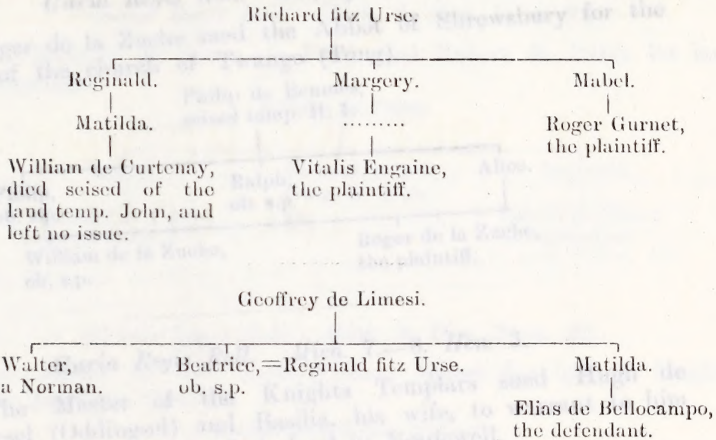 Richard fitz Urse.
Reginald. Margery. Mabel.
Matilda. ......... Roger Gurnet,
the plaintiff.
William de Curtenay, Vitalis Engaine,
died seised of the the plaintiff.
land temp. John, and
left no issue.
Geoffrey de Limesi.
Walter, Beatrice,=Reginald fitz Urse. Matilda.
a Norman. ob. s.p.
Elias de Bellocampo,
the defendant.